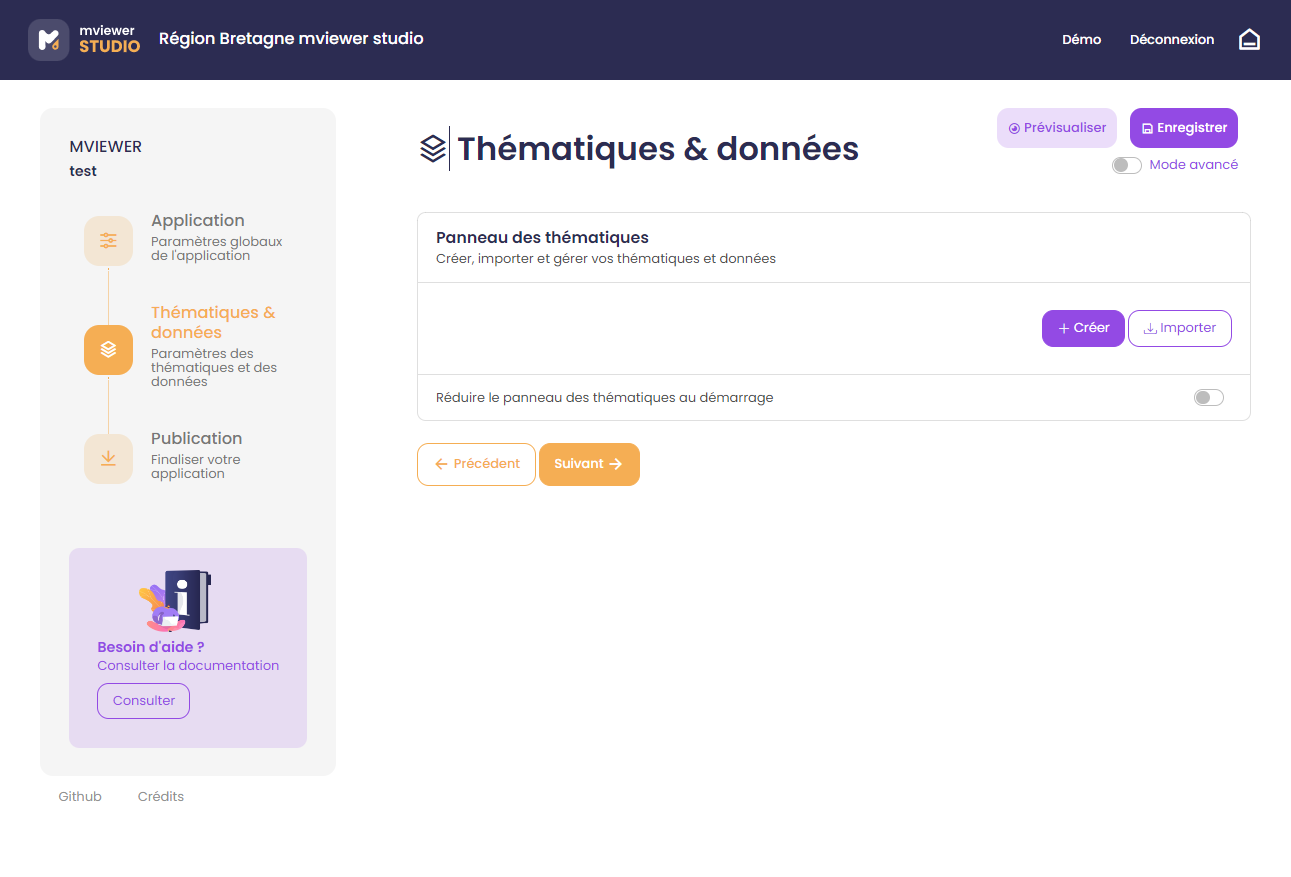 mviewer
STUDIO
Région Bretagne mviewer studio
Démo
Déconnexion
MVIEWER
test
Application
Paramètres globaux
de l'application
Thématiques &
données
Paramètres des
thématiques et des
données
Publication
Finaliser votre
application
Besoin d'aide ?
Consulter la documentation
Consulter
Github
Crédits
Thématiques & données
Prévisualiser
Enregistrer
Mode avancé
Panneau des thématiques
Créer, importer et gérer vos thématiques et données
Créer
Importer
Réduire le panneau des thématiques au démarrage
Précédent
Suivant